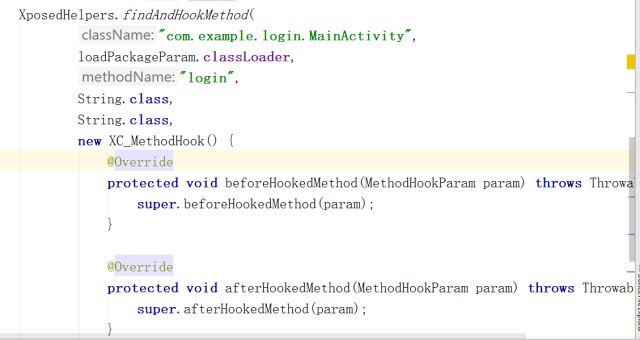 XposedHelpers.findAndHookMethod(
className: "com.example.login.MainActivity",
loadPackageParam.classLoader,
methodName: "login",
String.class,
String.class,
new XC_MethodHook() {
@Override
protected void beforeHookedMethod(MethodHookParam param) throws Throwab
super.beforeHookedMethod(param);
}
@Override
protected void afterHookedMethod(MethodHookParam param) throws Throwab
super.afterHookedMethod(param);
}